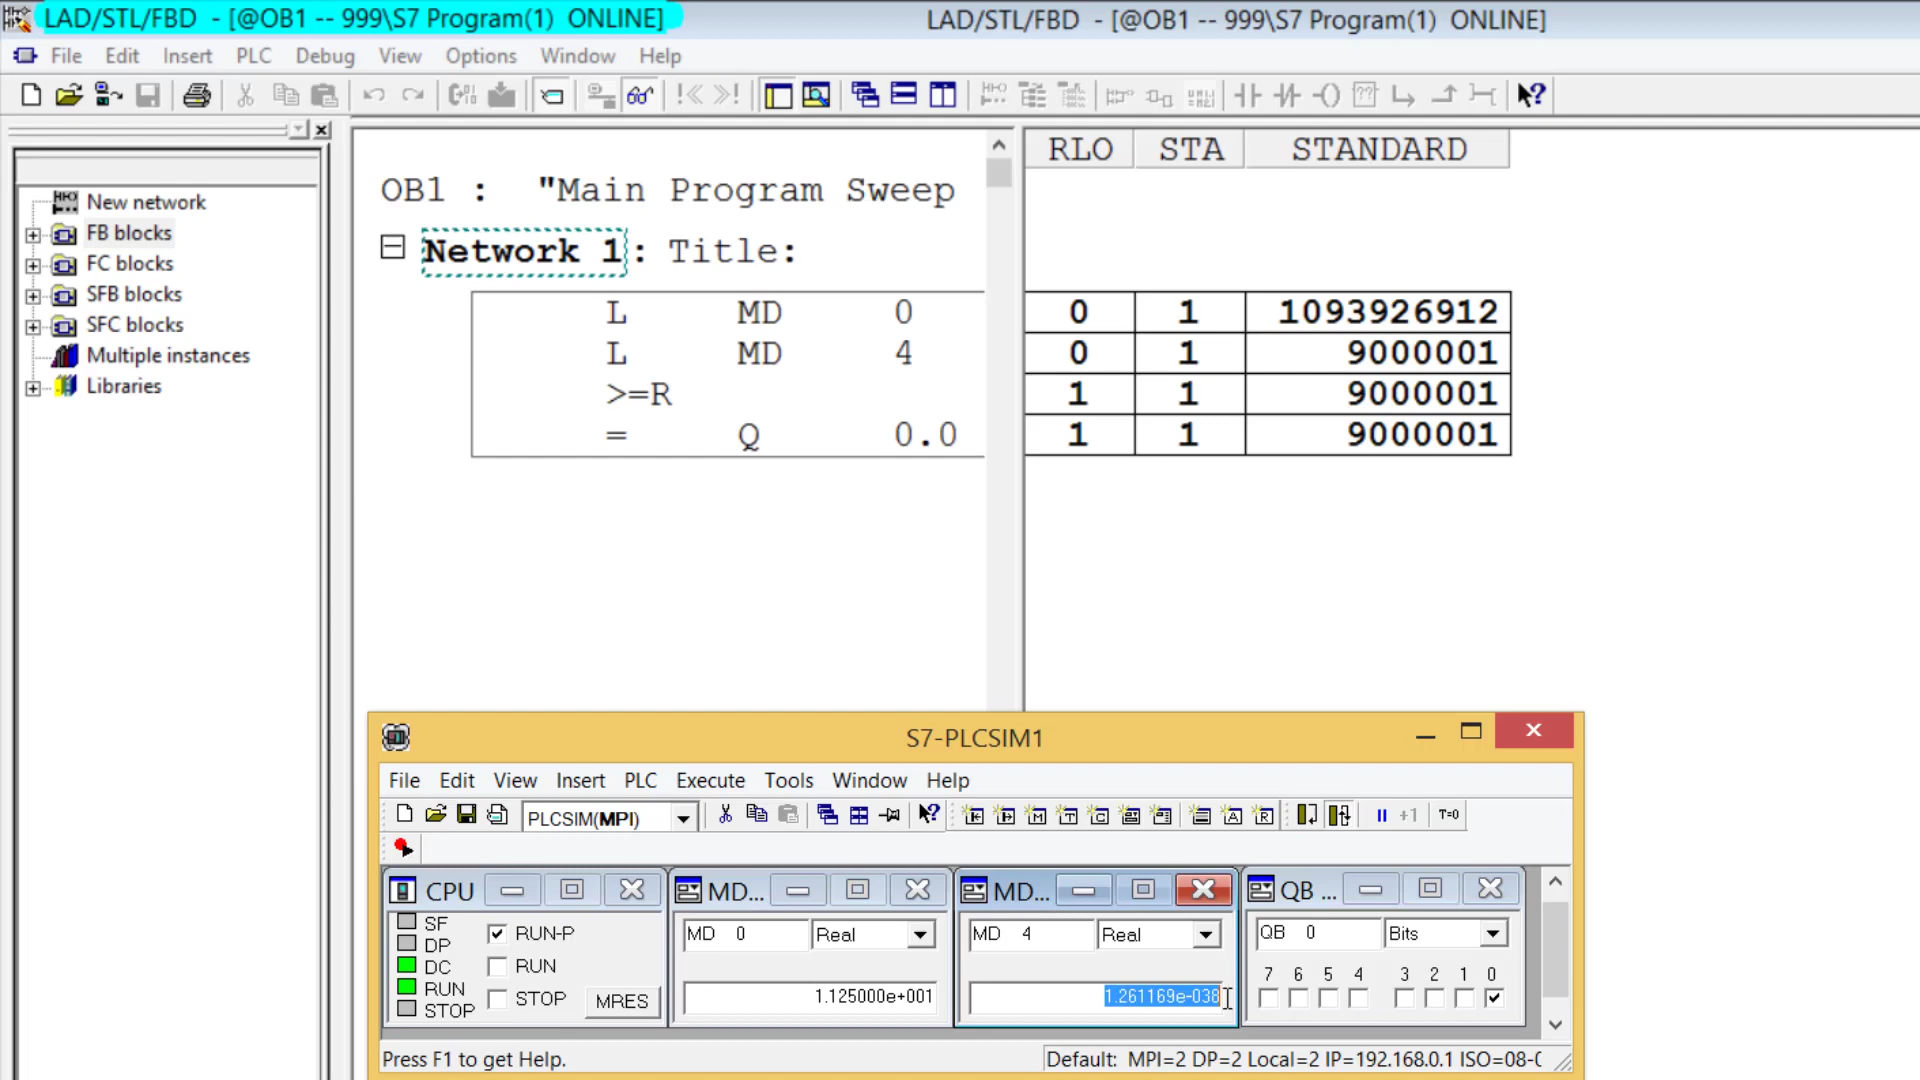 LAD/STL/FBD - [@OB1 -- 999\S7 Program(1) ONLINE]
LAD/STL/FBD - [@OB1 -- 999\S7 Program(1) ONLINE]
File Edit Insert PLC Debug View Options Window Help
New network
FB blocks
FC blocks
SFB blocks
SFC blocks
Multiple instances
Libraries
OB1 : "Main Program Sweep
Network 1: Title:
L MD 0
L MD 4
>=R
= Q 0.0
RLO STA STANDARD
0 1 1093926912
0 1 9000001
1 1 9000001
1 1 9000001
S7-PLCSIM1
File Edit View Insert PLC Execute Tools Window Help
PLCSIM(MPI)
+1 T=0
CPU
SF
DP
DC
RUN
STOP
RUN-P
RUN
STOP
MRES
MD...
MD 0 Real
1.125000e+001
MD...
MD 4 Real
1.261169e-038
QB ...
QB 0 Bits
7 6 5 4 3 2 1 0
Press F1 to get Help.
Default: MPI=2 DP=2 Local=2 IP=192.168.0.1 ISO=08-0